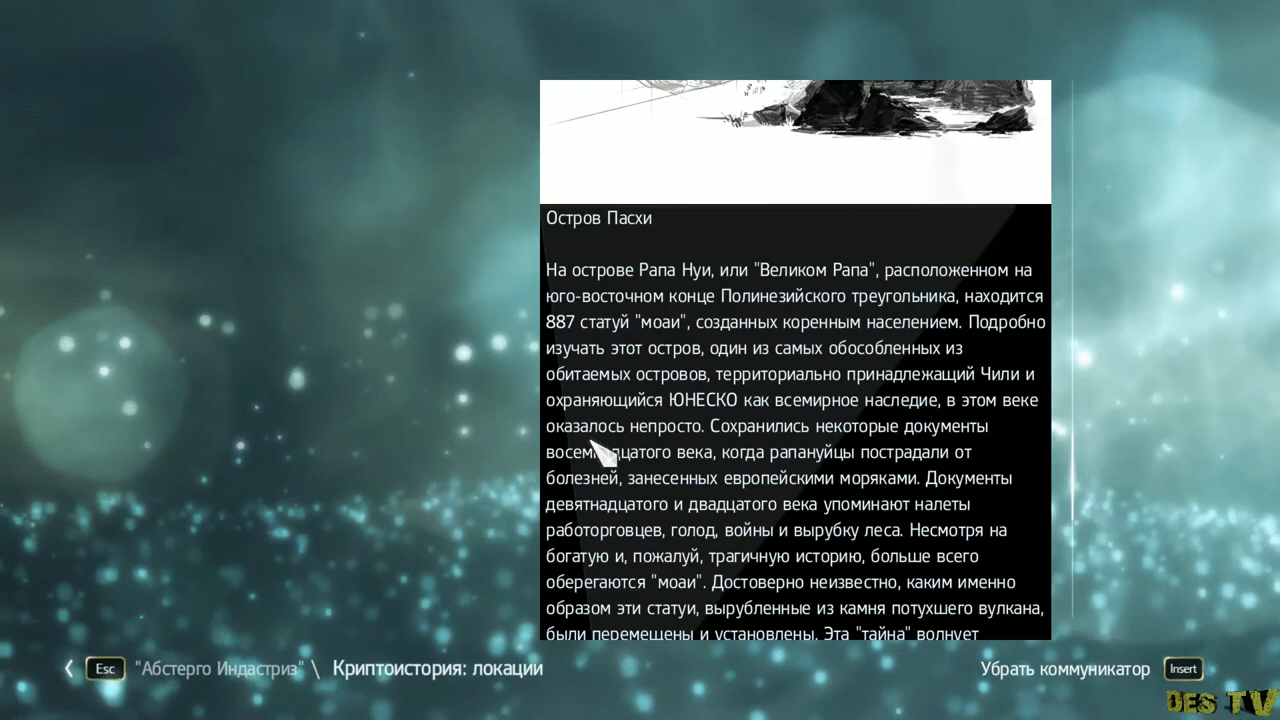 Остров Пасхи
На острове Рапа Нуи, или "Великом Рапа", расположенном на
юго-восточном конце Полинезийского треугольника, находится
887 статуй "моаи", созданных коренным населением. Подробно
изучать этот остров, один из самых обособленных из
обитаемых островов, территориально принадлежащий Чили и
охраняющийся ЮНЕСКО как всемирное наследие, в этом веке
оказалось непросто. Сохранились некоторые документы
восемнадцатого века, когда рапануйцы пострадали от
болезней, занесенных европейскими моряками. Документы
девятнадцатого и двадцатого века упоминают налеты
работорговцев, голод, войны и вырубку леса. Несмотря на
богатую и, пожалуй, трагичную историю, больше всего
оберегаются "моаи". Достоверно неизвестно, каким именно
образом эти статуи, вырубленные из камня потухшего вулкана,
были перемещены и установлены. Эта "тайна" волнует
Esc "Абстерго Индастриз" \ Криптоистория: локации
Убрать коммуникатор Insert
DES TV